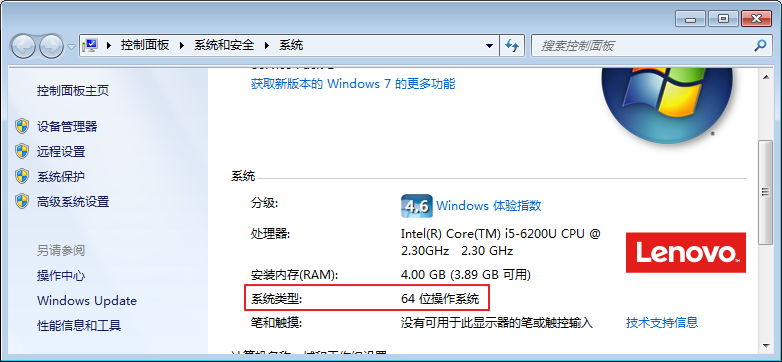 控制面板 ▸ 系统和安全 ▸ 系统
搜索控制面板
控制面板主页
设备管理器
远程设置
系统保护
高级系统设置
另请参阅
操作中心
Windows Update
性能信息和工具
获取新版本的 Windows 7 的更多功能
系统
分级:
4.6 Windows 体验指数
处理器:
Intel(R) Core(TM) i5-6200U CPU @
2.30GHz 2.30 GHz
安装内存(RAM):
4.00 GB (3.89 GB 可用)
系统类型:
64 位操作系统
笔和触摸:
没有可用于此显示器的笔或触控输入
Lenovo
技术支持信息